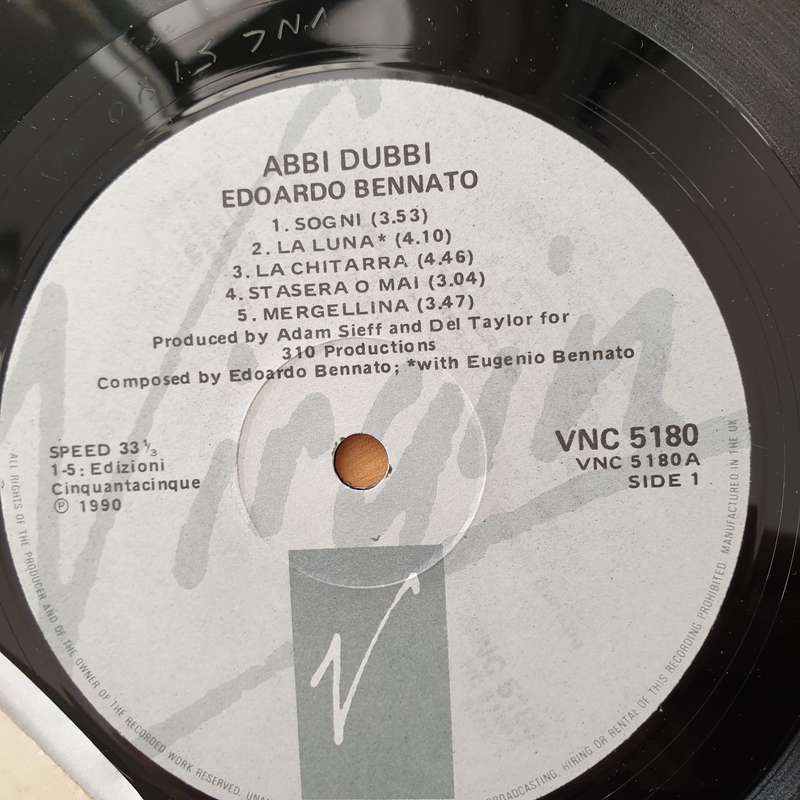 VNC 5180
ABBI DUBBI
EDOARDO BENNATO
1. SOGNI (3.53)
2. LA LUNA* (4.10)
3. LA CHITARRA (4.46)
4. STASERA O MAI (3.04)
5. MERGELLINA (3.47)
Produced by Adam Sieff and Del Taylor for
310 Productions
Composed by Edoardo Bennato; *with Eugenio Bennato
SPEED 33⅓
1-5: Edizioni
Cinquantacinque
℗ 1990
VNC 5180
VNC 5180A
SIDE 1
Virgin
V
ALL RIGHTS OF THE PRODUCER AND OF THE OWNER OF THE RECORDED WORK RESERVED. BROADCASTING, HIRING OR RENTAL OF THIS RECORDING PROHIBITED. MANUFACTURED IN THE UK